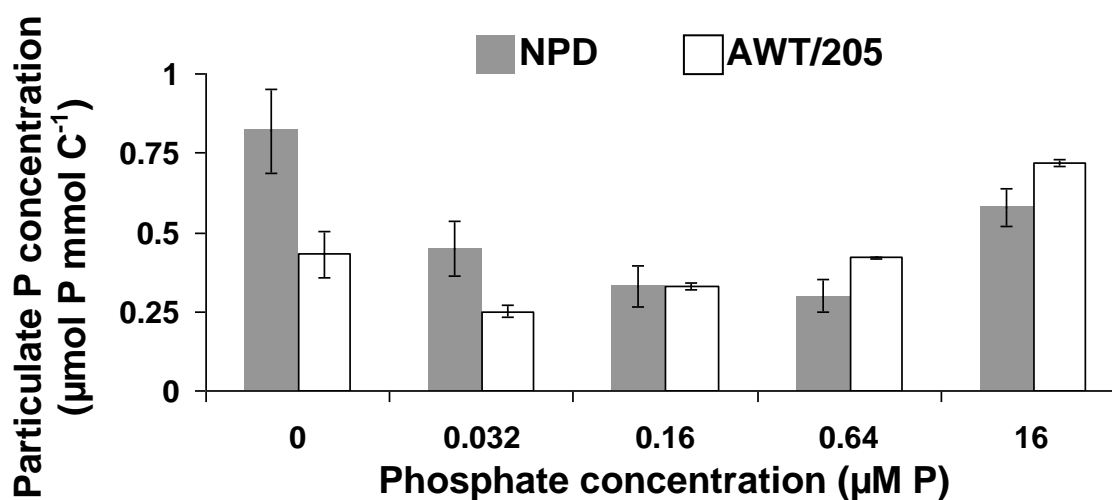 NPD AWT/205
Particulate P concentration
(µmol P mmol C-1)
1
0.75
0.5
0.25
0
0 0.032 0.16 0.64 16
Phosphate concentration (µM P)